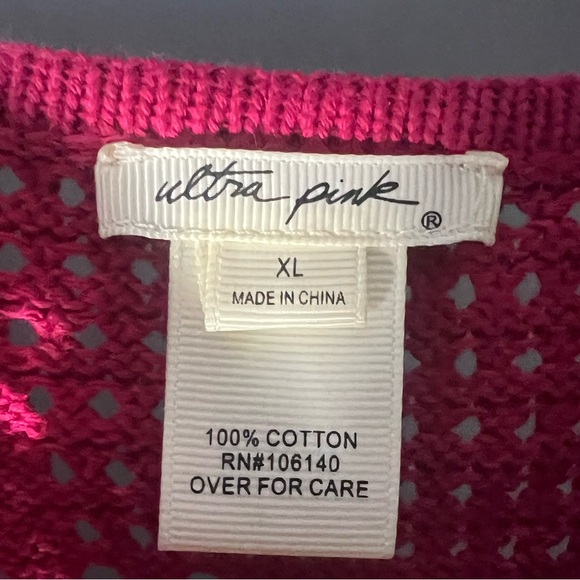 ultra pink ®
XL
MADE IN CHINA
100% COTTON
RN#106140
OVER FOR CARE